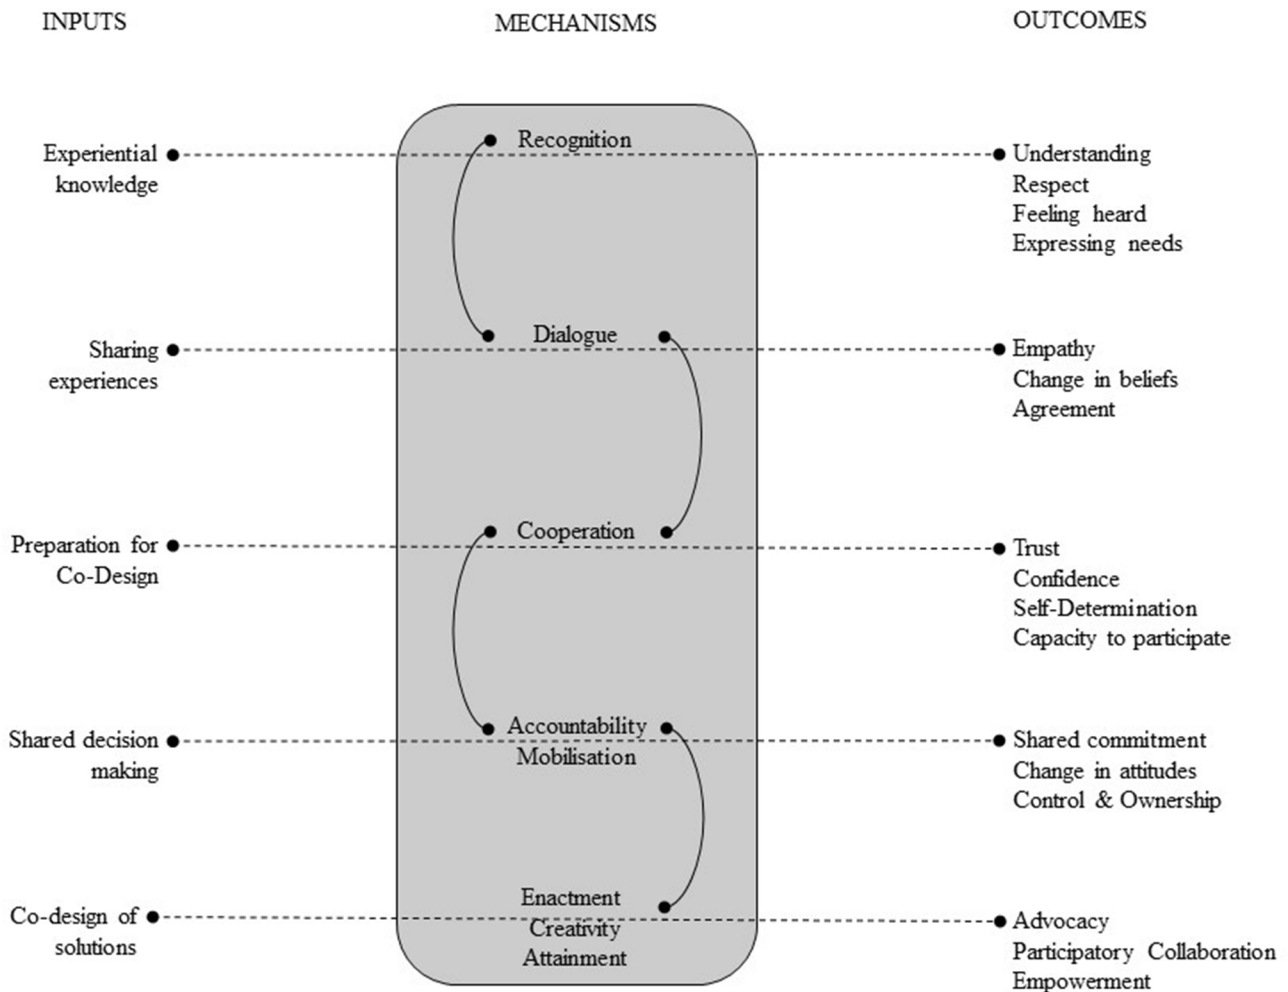 INPUTS
MECHANISMS
OUTCOMES
Experiential
knowledge
Recognition
Understanding
Respect
Feeling heard
Expressing needs
Sharing
experiences
Dialogue
Empathy
Change in beliefs
Agreement
Preparation for
Co-Design
Cooperation
Trust
Confidence
Self-Determination
Capacity to participate
Shared decision
making
Accountability
Mobilisation
Shared commitment
Change in attitudes
Control & Ownership
Co-design of
solutions
Enactment
Creativity
Attainment
Advocacy
Participatory Collaboration
Empowerment